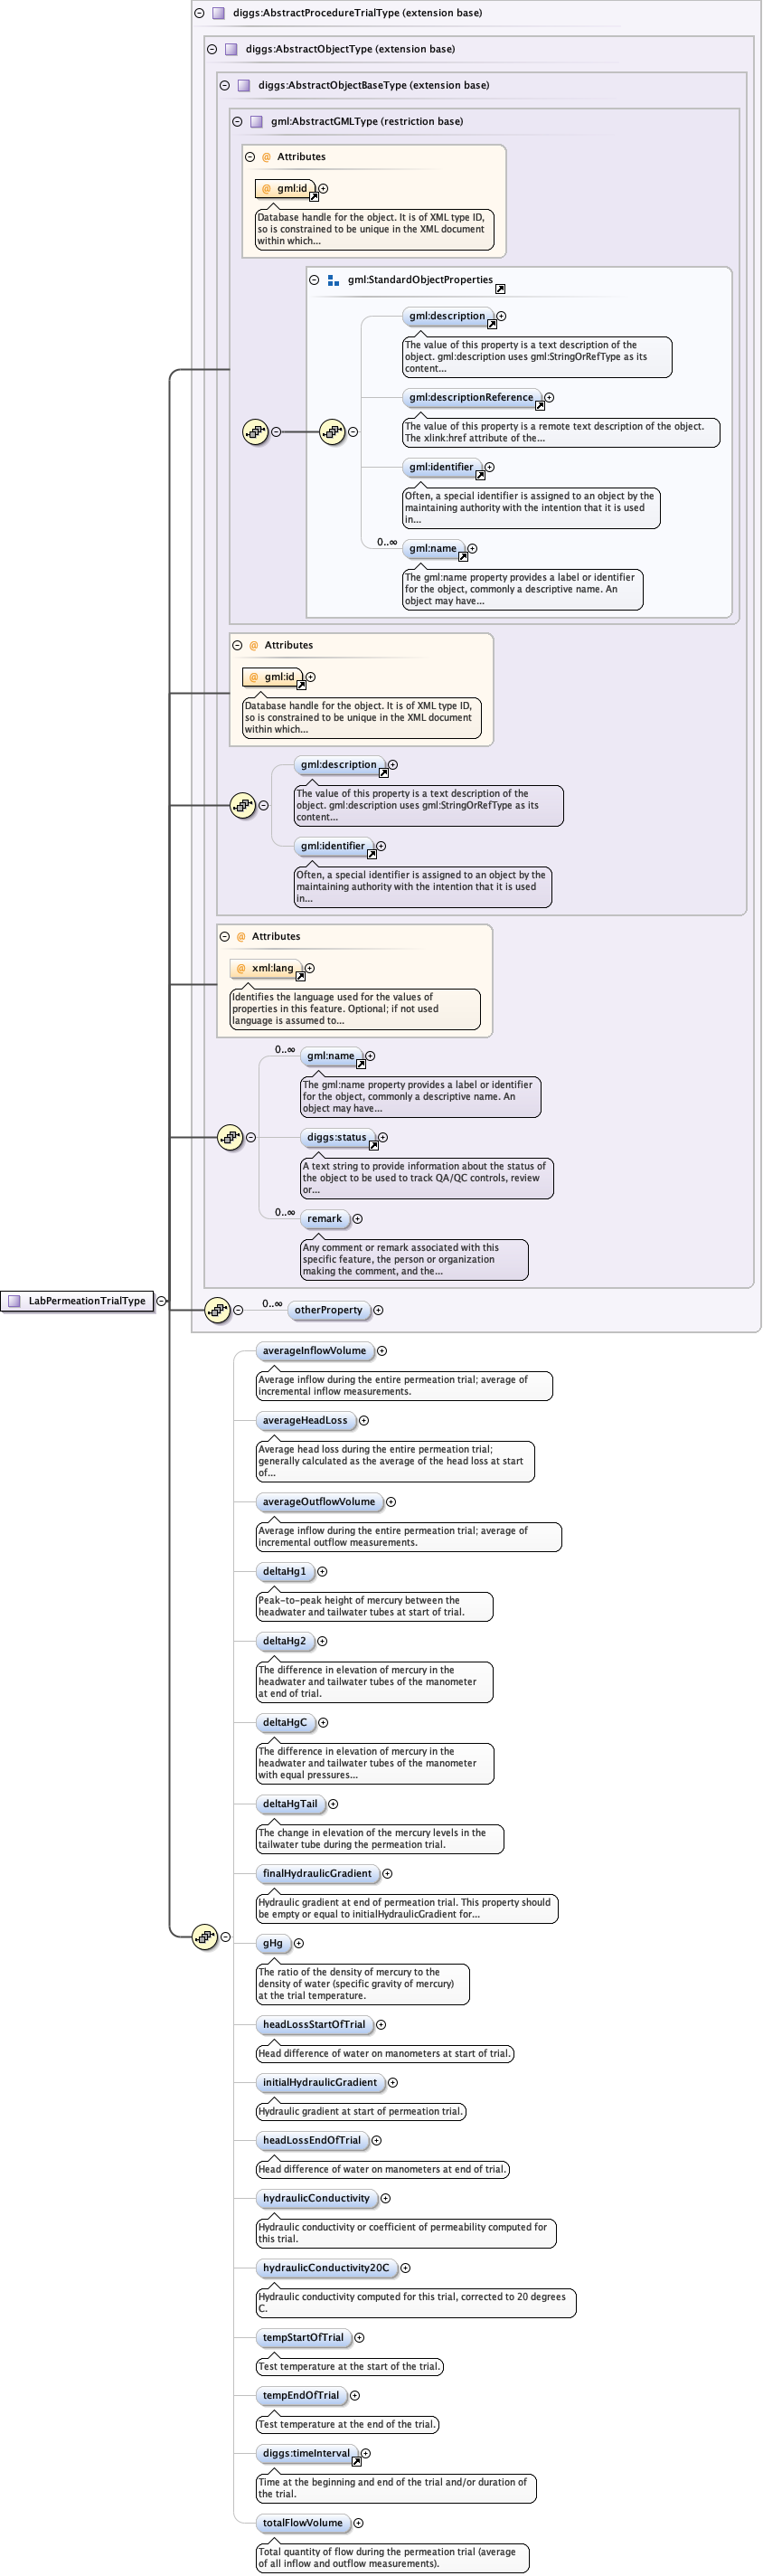 diggs:AbstractProcedureTrialType (extension base)
diggs:AbstractObjectType (extension base)
diggs:AbstractObjectBaseType (extension base)
gml:AbstractGMLType (restriction base)
@ Attributes
@ gml:id
Database handle for the object. It is of XML type ID,
so is constrained to be unique in the XML document
within which...
gml:StandardObjectProperties
gml:description
The value of this property is a text description of the
object. gml:description uses gml:StringOrRefType as its
content...
gml:descriptionReference
The value of this property is a remote text description of the object.
The xlink:href attribute of the...
gml:identifier
Often, a special identifier is assigned to an object by the
maintaining authority with the intention that it is used
in...
0..∞
gml:name
The gml:name property provides a label or identifier
for the object, commonly a descriptive name. An
object may have...
@ Attributes
@ gml:id
Database handle for the object. It is of XML type ID,
so is constrained to be unique in the XML document
within which...
gml:description
The value of this property is a text description of the
object. gml:description uses gml:StringOrRefType as its
content...
gml:identifier
Often, a special identifier is assigned to an object by the
maintaining authority with the intention that it is used
in...
@ Attributes
@ xml:lang
Identifies the language used for the values of
properties in this feature. Optional; if not used
language is assumed to...
0..∞
gml:name
The gml:name property provides a label or identifier
for the object, commonly a descriptive name. An
object may have...
diggs:status
A text string to provide information about the status of
the object to be used to track QA/QC controls, review
or...
0..∞
remark
Any comment or remark associated with this
specific feature, the person or organization
making the comment, and the...
LabPermeationTrialType
0..∞
otherProperty
averageInflowVolume
Average inflow during the entire permeation trial; average of
incremental inflow measurements.
averageHeadLoss
Average head loss during the entire permeation trial;
generally calculated as the average of the head loss at start
of...
averageOutflowVolume
Average inflow during the entire permeation trial; average of
incremental outflow measurements.
deltaHg1
Peak-to-peak height of mercury between the
headwater and tailwater tubes at start of trial.
deltaHg2
The difference in elevation of mercury in the
headwater and tailwater tubes of the manometer
at end of trial.
deltaHgC
The difference in elevation of mercury in the
headwater and tailwater tubes of the manometer
with equal pressures...
deltaHgTail
The change in elevation of the mercury levels in the
tailwater tube during the permeation trial.
finalHydraulicGradient
Hydraulic gradient at end of permeation trial. This property should
be empty or equal to initialHydraulicGradient for...
gHg
The ratio of the density of mercury to the
density of water (specific gravity of mercury)
at the trial temperature.
headLossStartOfTrial
Head difference of water on manometers at start of trial.
initialHydraulicGradient
Hydraulic gradient at start of permeation trial.
headLossEndOfTrial
Head difference of water on manometers at end of trial.
hydraulicConductivity
Hydraulic conductivity or coefficient of permeability computed for
this trial.
hydraulicConductivity20C
Hydraulic conductivity computed for this trial, corrected to 20 degrees
C.
tempStartOfTrial
Test temperature at the start of the trial.
tempEndOfTrial
Test temperature at the end of the trial.
diggs:timeInterval
Time at the beginning and end of the trial and/or duration of
the trial.
totalFlowVolume
Total quantity of flow during the permeation trial (average
of all inflow and outflow measurements).